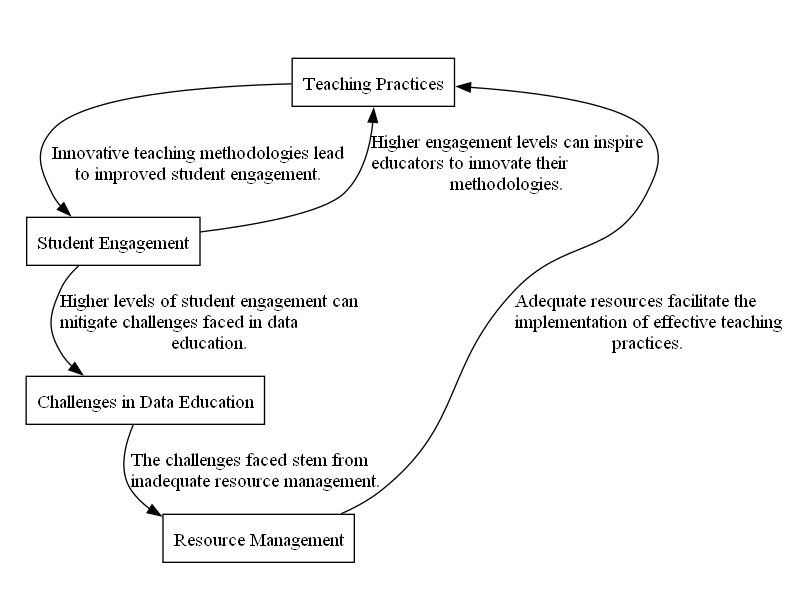 Teaching Practices
Innovative teaching methodologies lead
to improved student engagement.
Higher engagement levels can inspire
educators to innovate their
methodologies.
Student Engagement
Higher levels of student engagement can
mitigate challenges faced in data
education.
Adequate resources facilitate the
implementation of effective teaching
practices.
Challenges in Data Education
The challenges faced stem from
inadequate resource management.
Resource Management